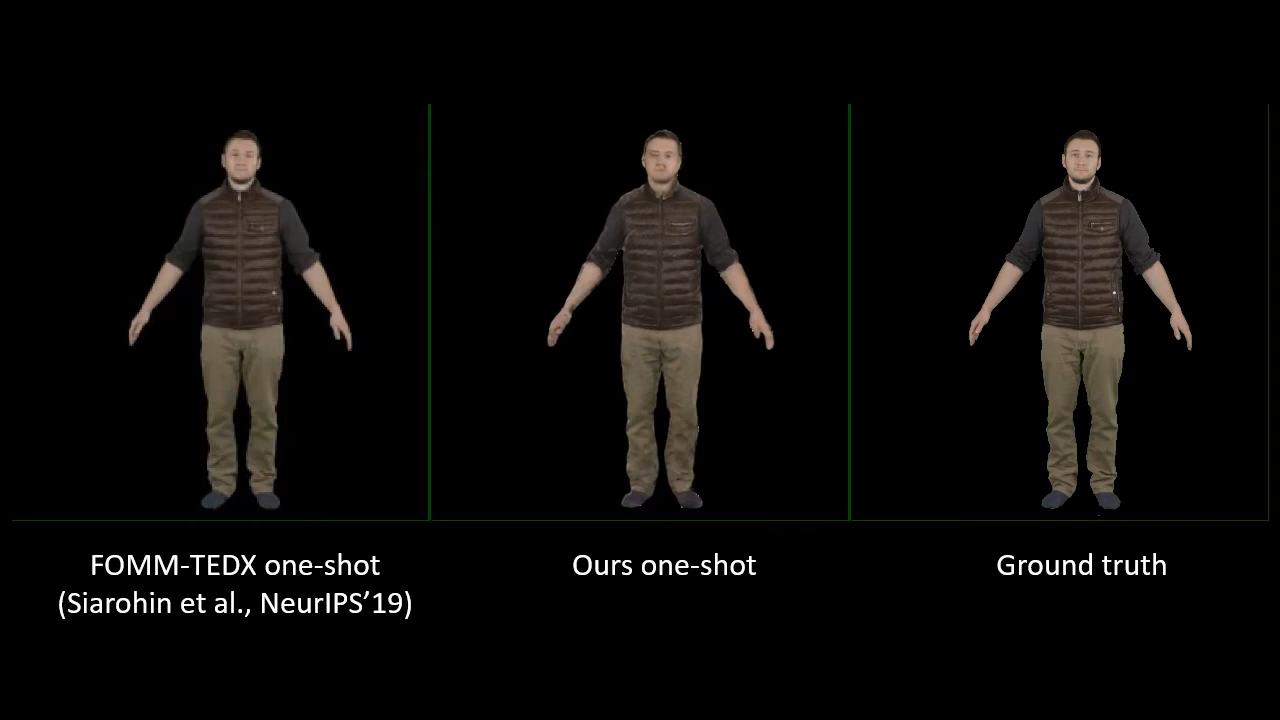 FOMM-TEDX one-shot
(Siarohin et al., NeurIPS’19)
Ours one-shot
Ground truth